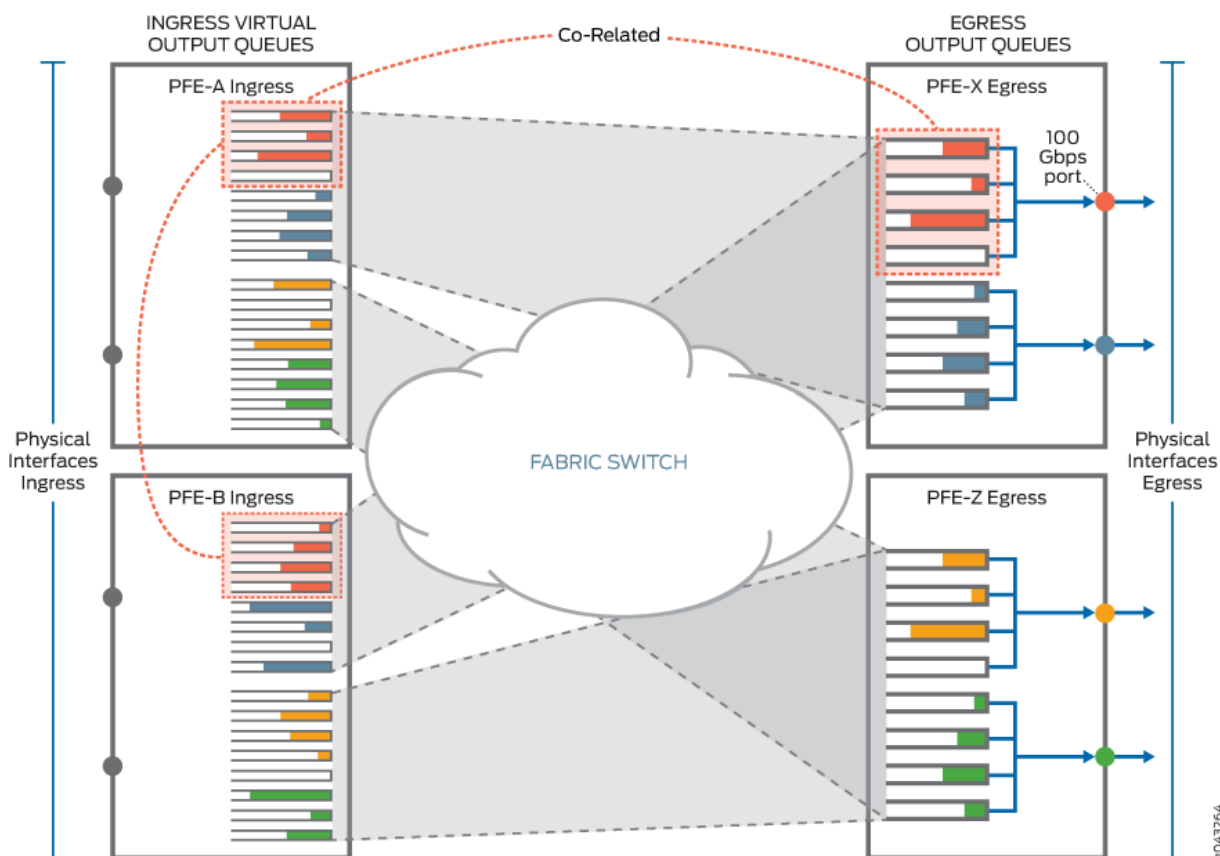 INGRESS VIRTUAL
OUTPUT QUEUES
Co-Related
EGRESS
OUTPUT QUEUES
PFE-A Ingress
PFE-X Egress
100
Gbps
port
Physical
Interfaces
Ingress
FABRIC SWITCH
Physical
Interfaces
Egress
PFE-B Ingress
PFE-Z Egress